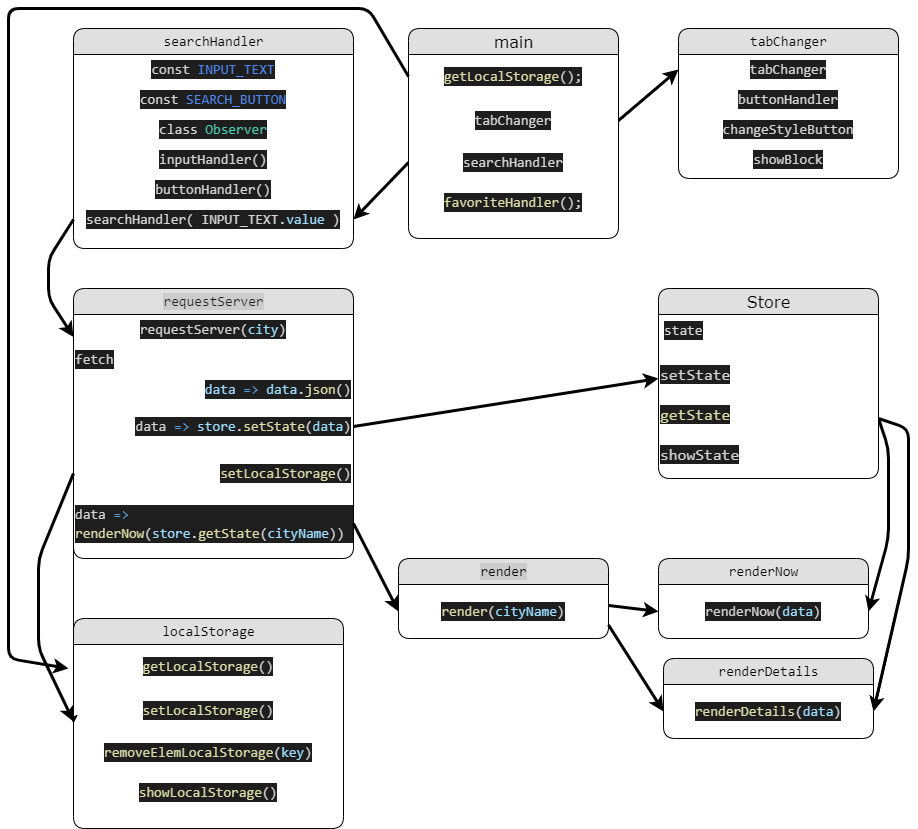 searchHandler
const INPUT_TEXT
const SEARCH_BUTTON
class Observer
inputHandler()
buttonHandler()
searchHandler( INPUT_TEXT.value )
main
getLocalStorage();
tabChanger
searchHandler
favoriteHandler();
tabChanger
tabChanger
buttonHandler
changeStyleButton
showBlock
requestServer
requestServer(city)
fetch
data => data.json()
data => store.setState(data)
setLocalStorage()
data =>
renderNow(store.getState(cityName))
Store
state
setState
getState
showState
render
render(cityName)
renderNow
renderNow(data)
renderDetails
renderDetails(data)
localStorage
getLocalStorage()
setLocalStorage()
removeElemLocalStorage(key)
showLocalStorage()